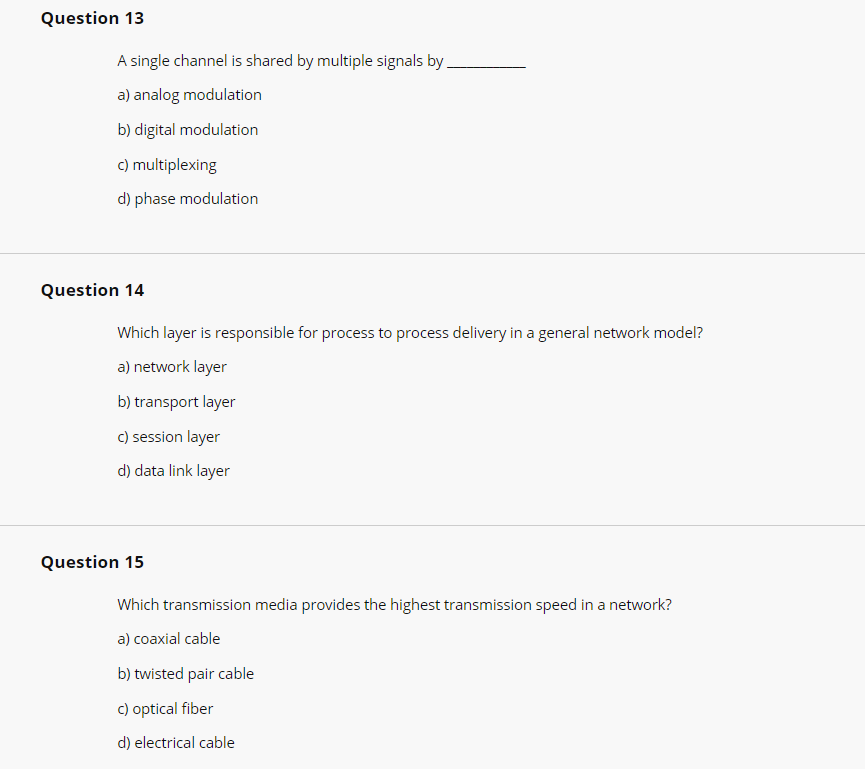 Question 13
A single channel is shared by multiple signals by ____________
a) analog modulation
b) digital modulation
c) multiplexing
d) phase modulation
Question 14
Which layer is responsible for process to process delivery in a general network model?
a) network layer
b) transport layer
c) session layer
d) data link layer
Question 15
Which transmission media provides the highest transmission speed in a network?
a) coaxial cable
b) twisted pair cable
c) optical fiber
d) electrical cable